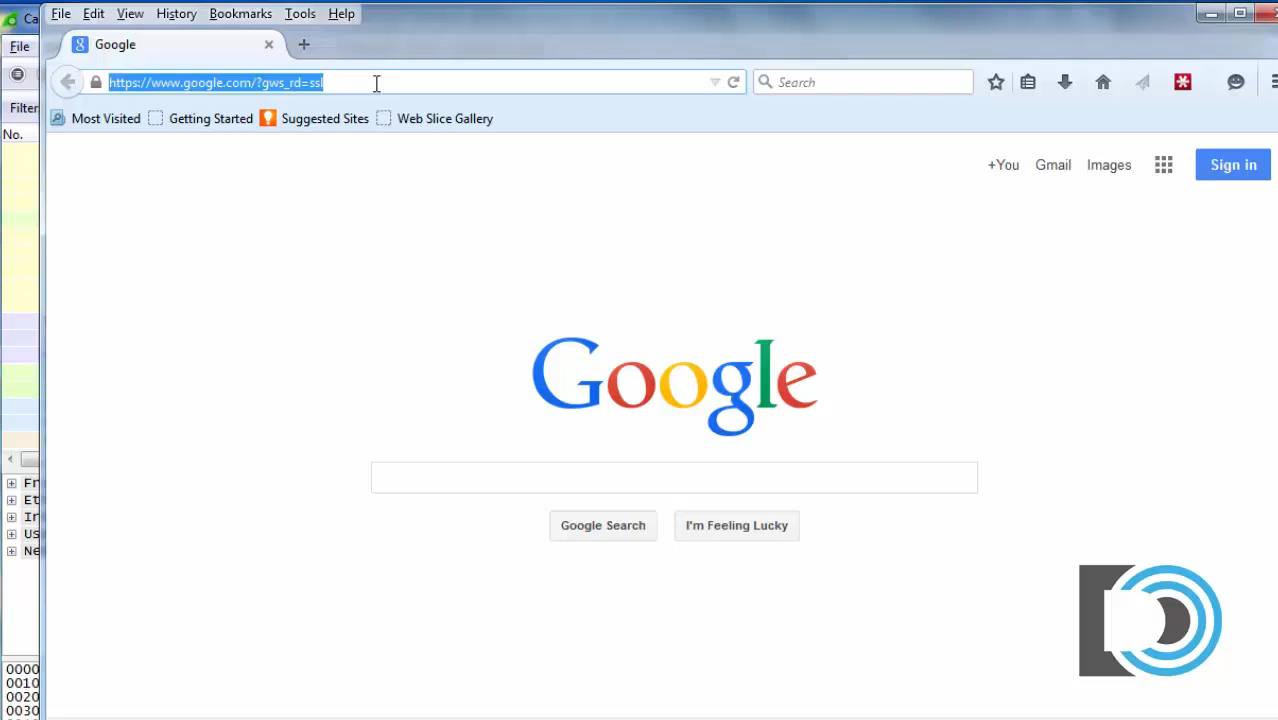 Ca
File Edit View History Bookmarks Tools Help
File
Google
https://www.google.com/?gws_rd=ssl
Search
Most Visited Getting Started Suggested Sites Web Slice Gallery
Filter
No.
+You Gmail Images Sign in
Google
Google Search I'm Feeling Lucky
Fr
Et
Ir
Us
Ne
0000
0010
0020
0030